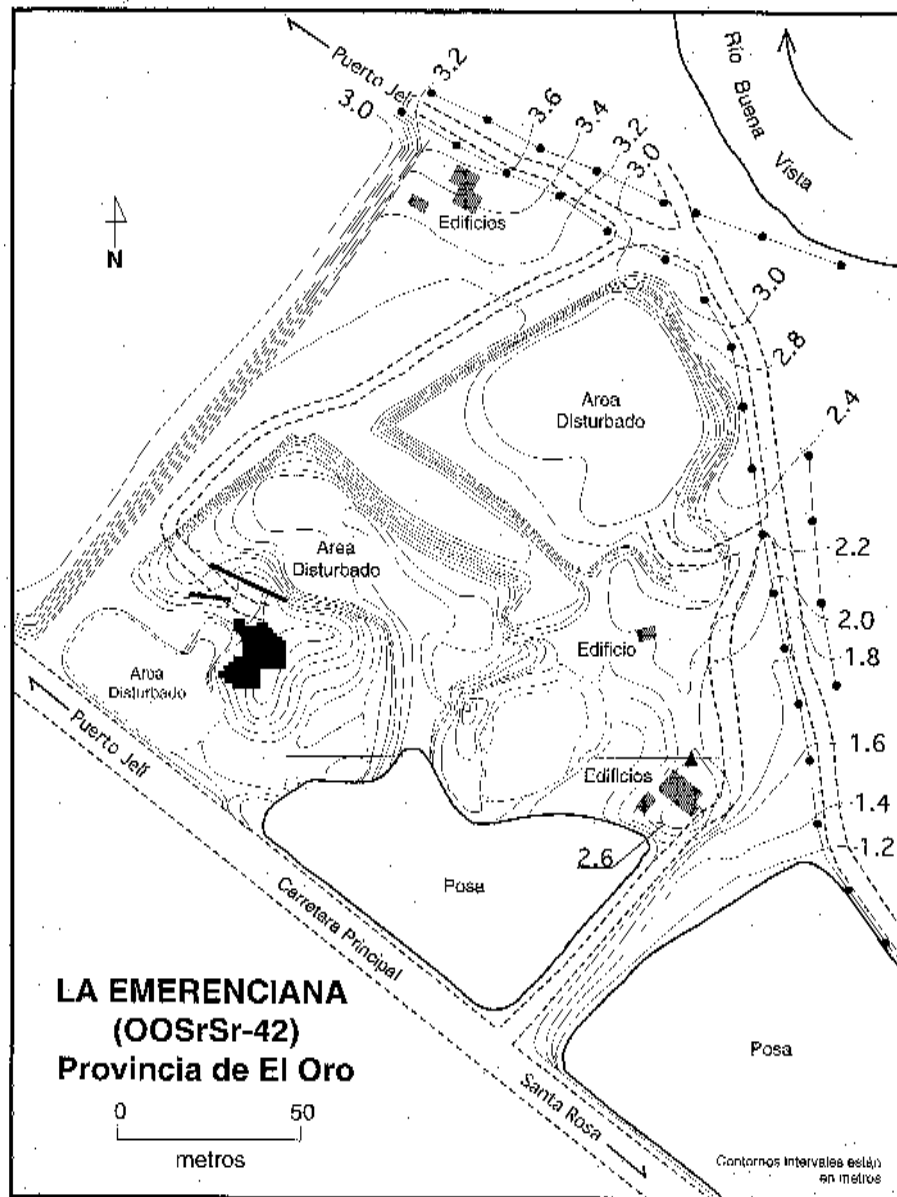 Puerto Jelí
3.2
3.0
3.6
3.4
3.2
3.0
Río Buena Vista
N
Edificios
3.0
2.8
Area
Disturbado
2.4
Area
Disturbado
2.2
2.0
Edificio
1.8
Area
Disturbado
Puerto Jelí
1.6
Edificios
1.4
2.6
1.2
Posa
Carretera Principal
LA EMERENCIANA
(OOSrSr-42)
Provincia de El Oro
Posa
0 50
metros
Santa Rosa
Contornos intervales están
en metros